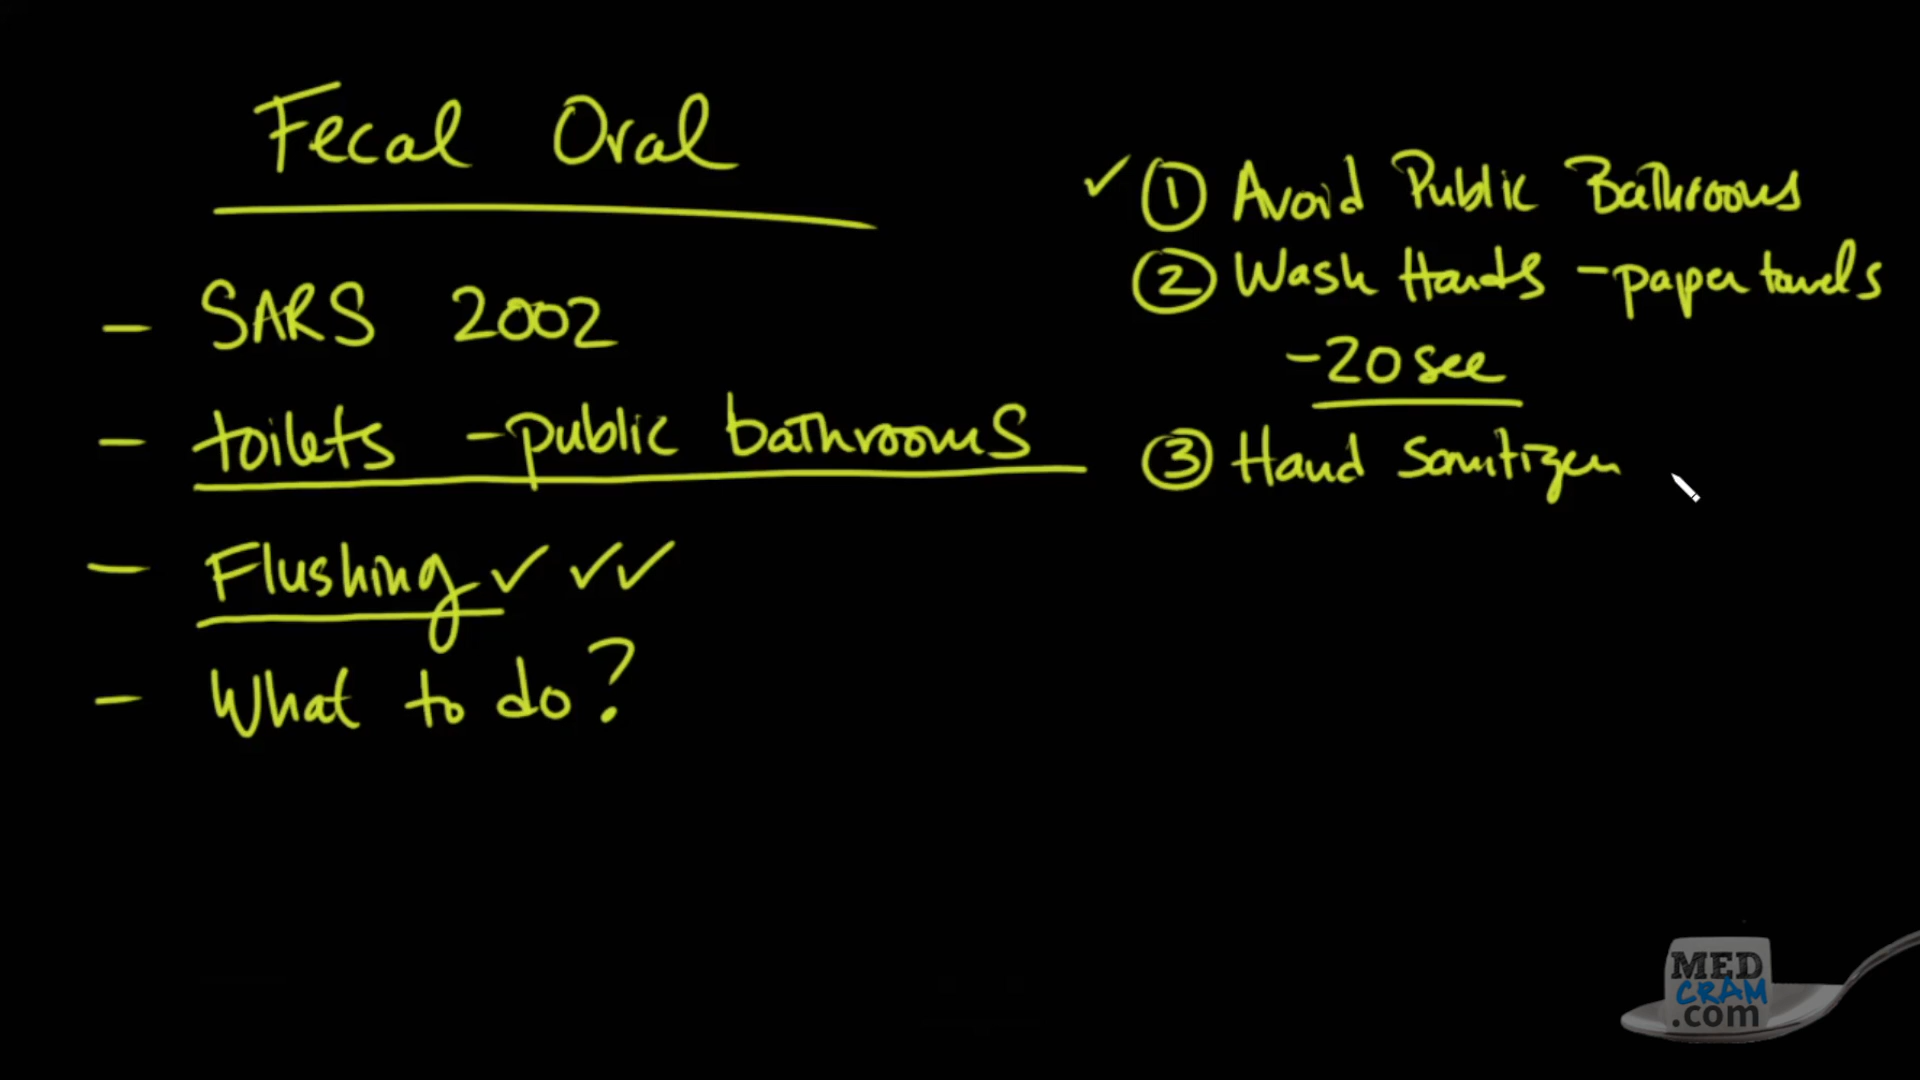 Fecal Oral
- SARS 2002
- toilets - public bathrooms
- Flushing ✓ ✓✓
- What to do?
✓ ① Avoid Public Bathrooms
② Wash Hands - paper towels
- 20 sec
③ Hand Sanitizer
MED
CRAM
.com